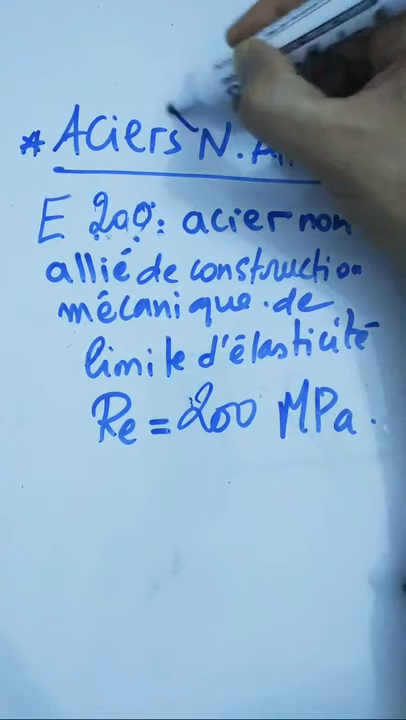 * Aciers N. A
E 200: acier non
allié de construction
mécanique de
limite d'élasticité
Re = 200 MPa.